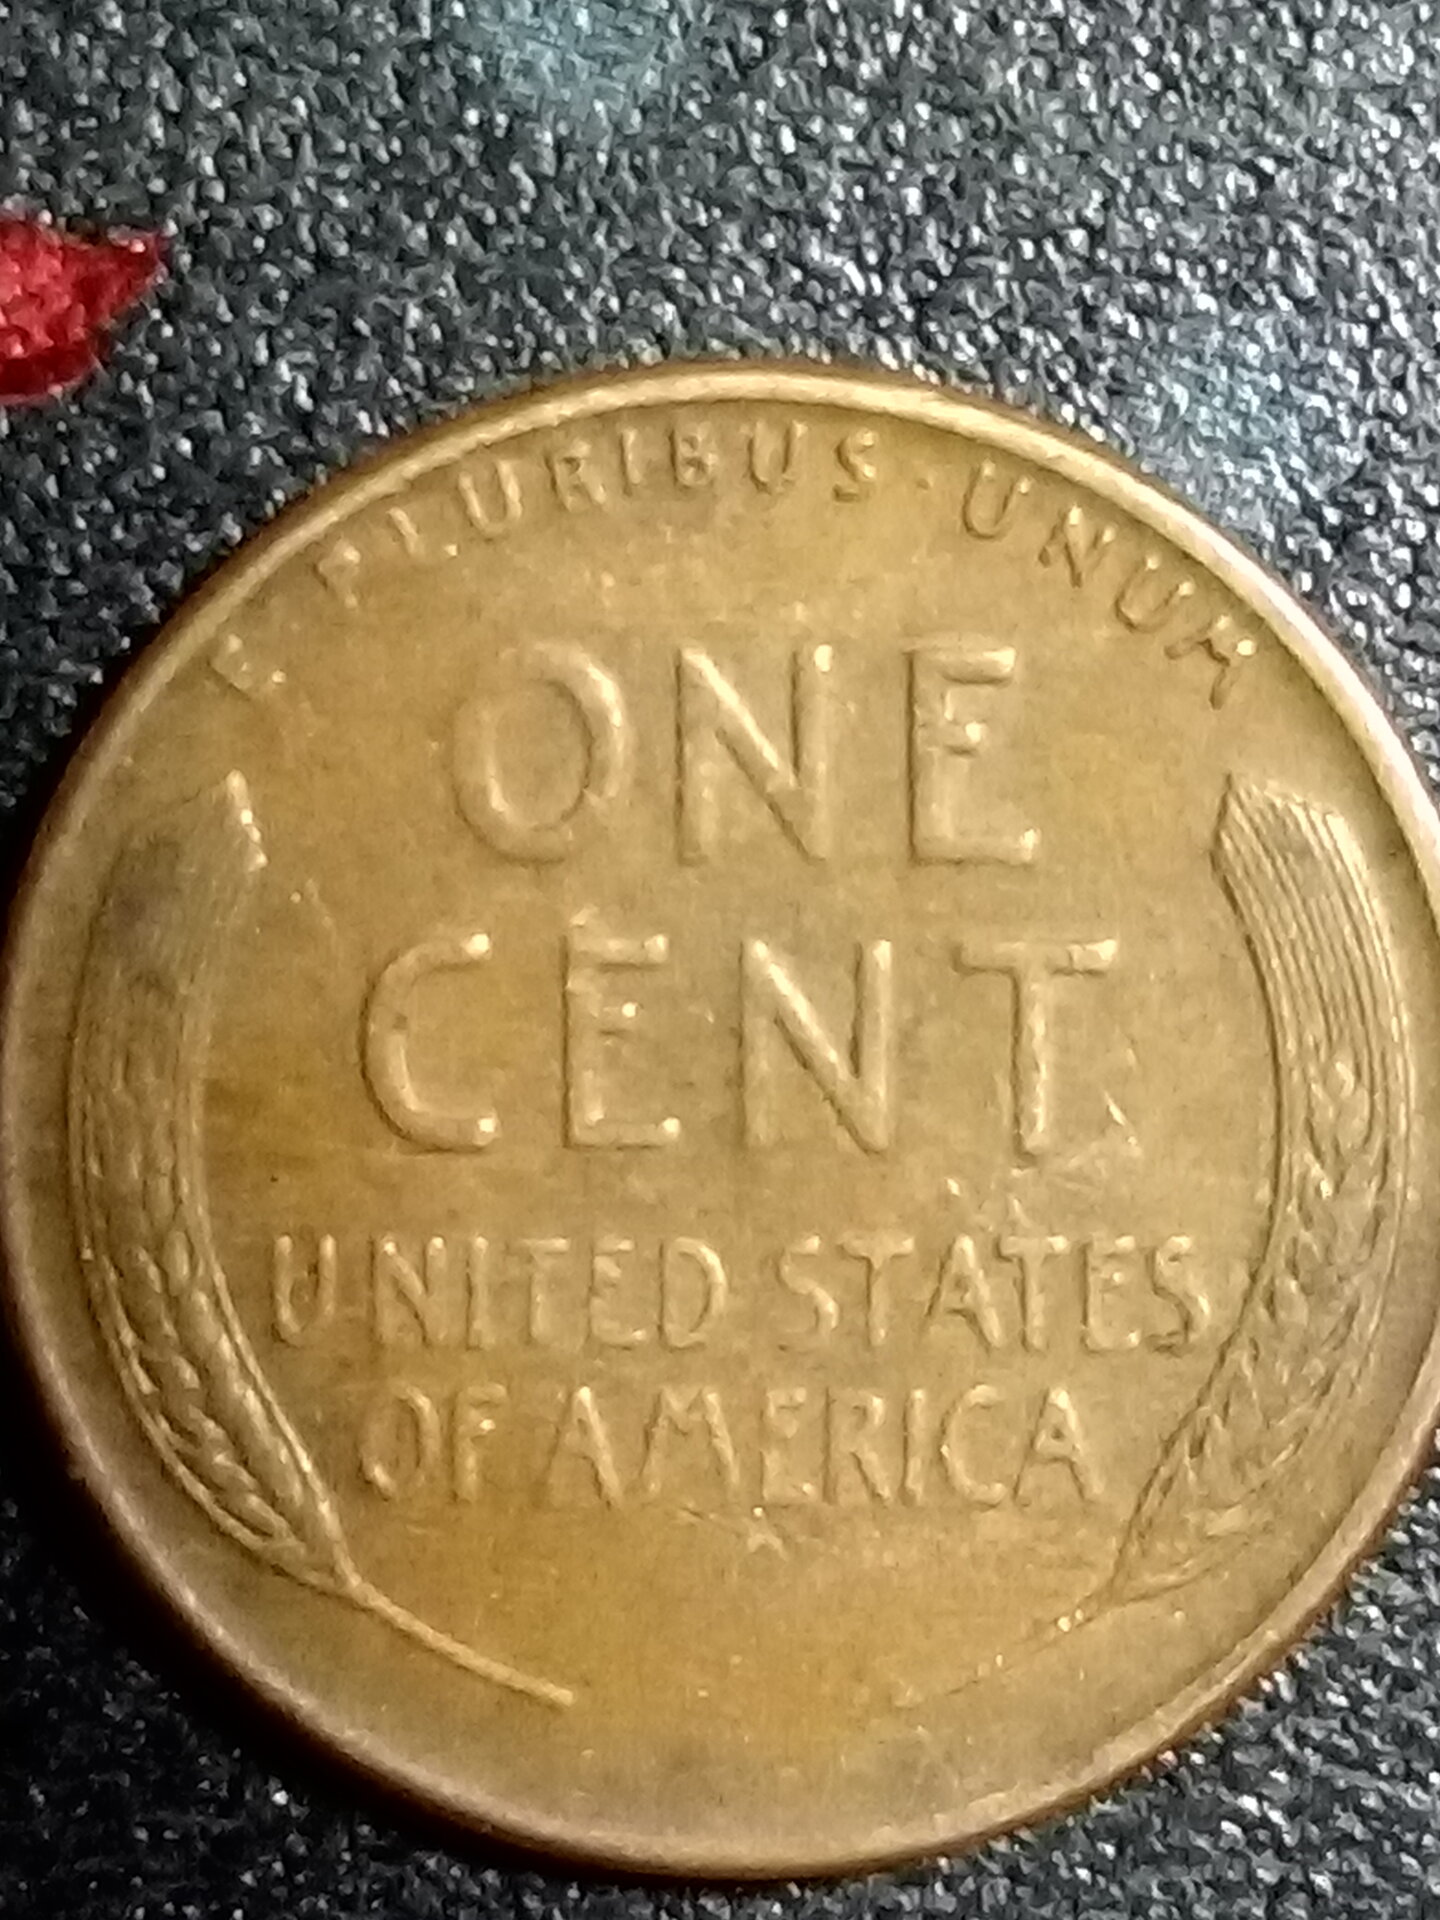 E · PLURIBUS · UNUM
ONE
CENT
UNITED STATES
OF AMERICA